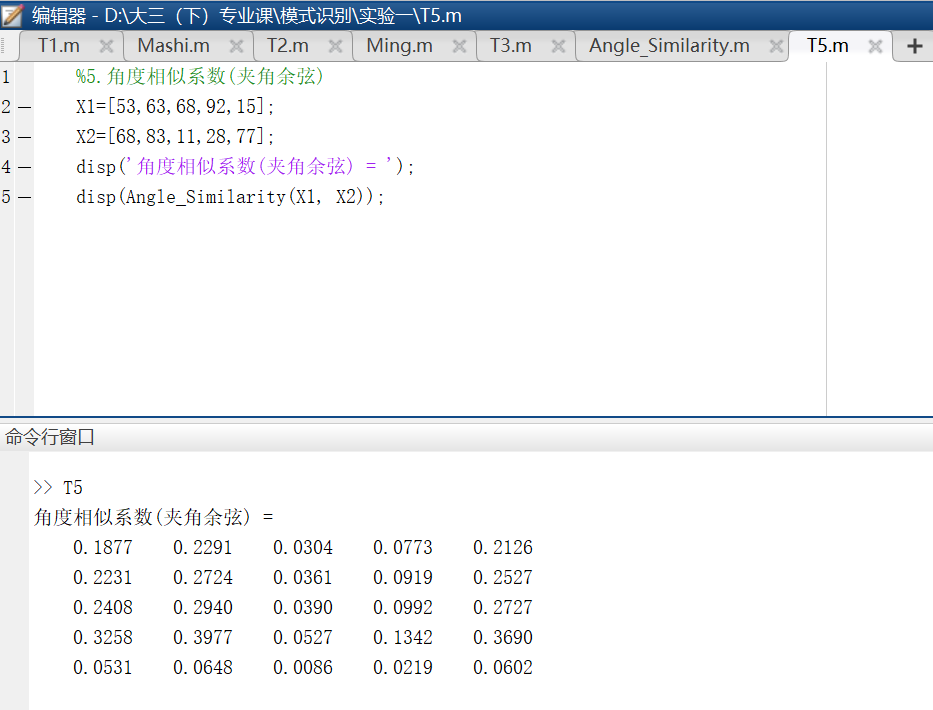 编辑器 - D:\大三（下）专业课\模式识别\实验一\T5.m
T1.m Mashi.m T2.m Ming.m T3.m Angle_Similarity.m T5.m
1 %5.角度相似系数(夹角余弦)
2 X1=[53,63,68,92,15];
3 X2=[68,83,11,28,77];
4 disp('角度相似系数(夹角余弦) = ');
5 disp(Angle_Similarity(X1, X2));
命令行窗口
>> T5
角度相似系数(夹角余弦) =
0.1877 0.2291 0.0304 0.0773 0.2126
0.2231 0.2724 0.0361 0.0919 0.2527
0.2408 0.2940 0.0390 0.0992 0.2727
0.3258 0.3977 0.0527 0.1342 0.3690
0.0531 0.0648 0.0086 0.0219 0.0602